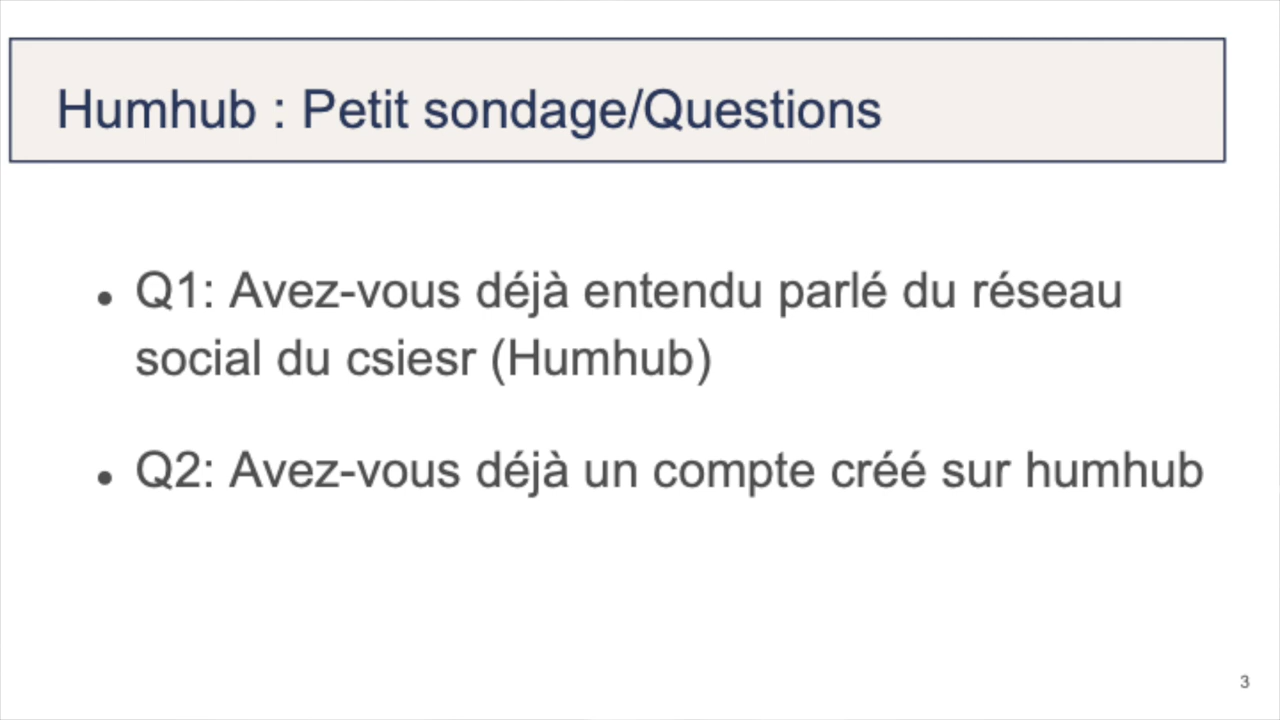 Humhub : Petit sondage/Questions
• Q1: Avez-vous déjà entendu parlé du réseau
social du csiesr (Humhub)
• Q2: Avez-vous déjà un compte créé sur humhub
3